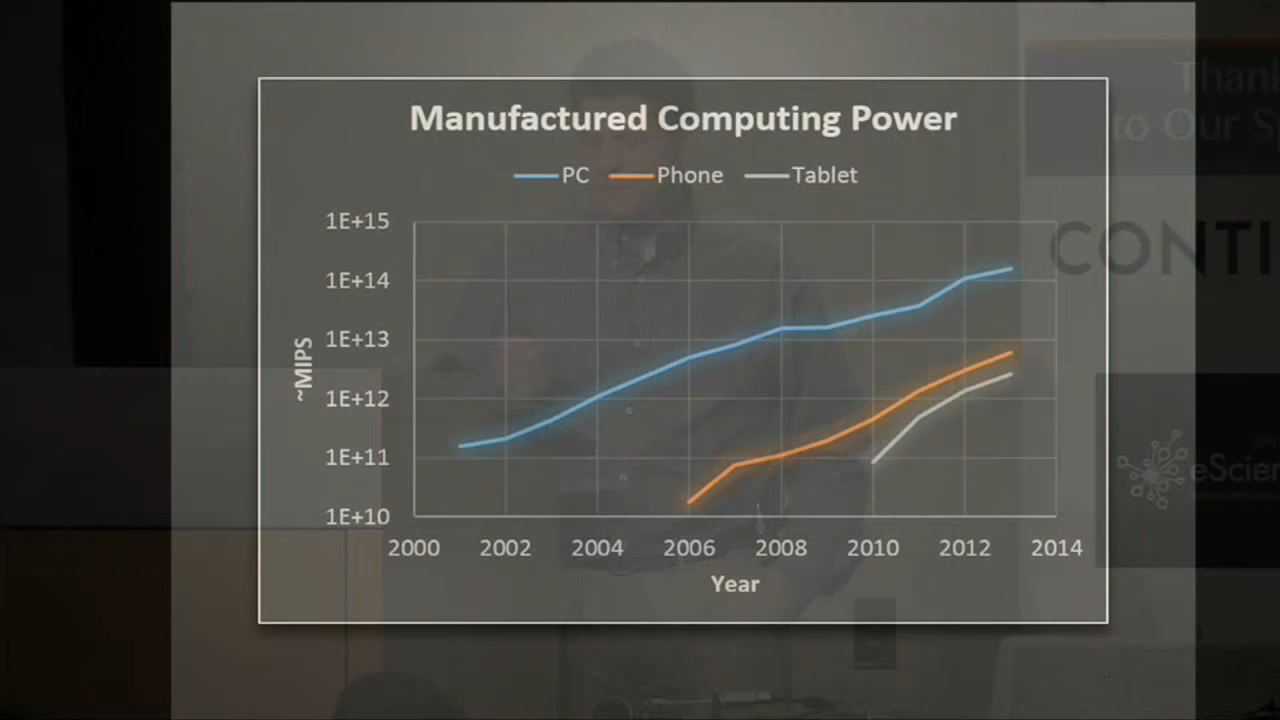 Manufactured Computing Power
PC Phone Tablet
1E+15
1E+14
1E+13
1E+12
1E+11
1E+10
~MIPS
2000 2002 2004 2006 2008 2010 2012 2014
Year
Thank
to Our S
CONTI
eScien